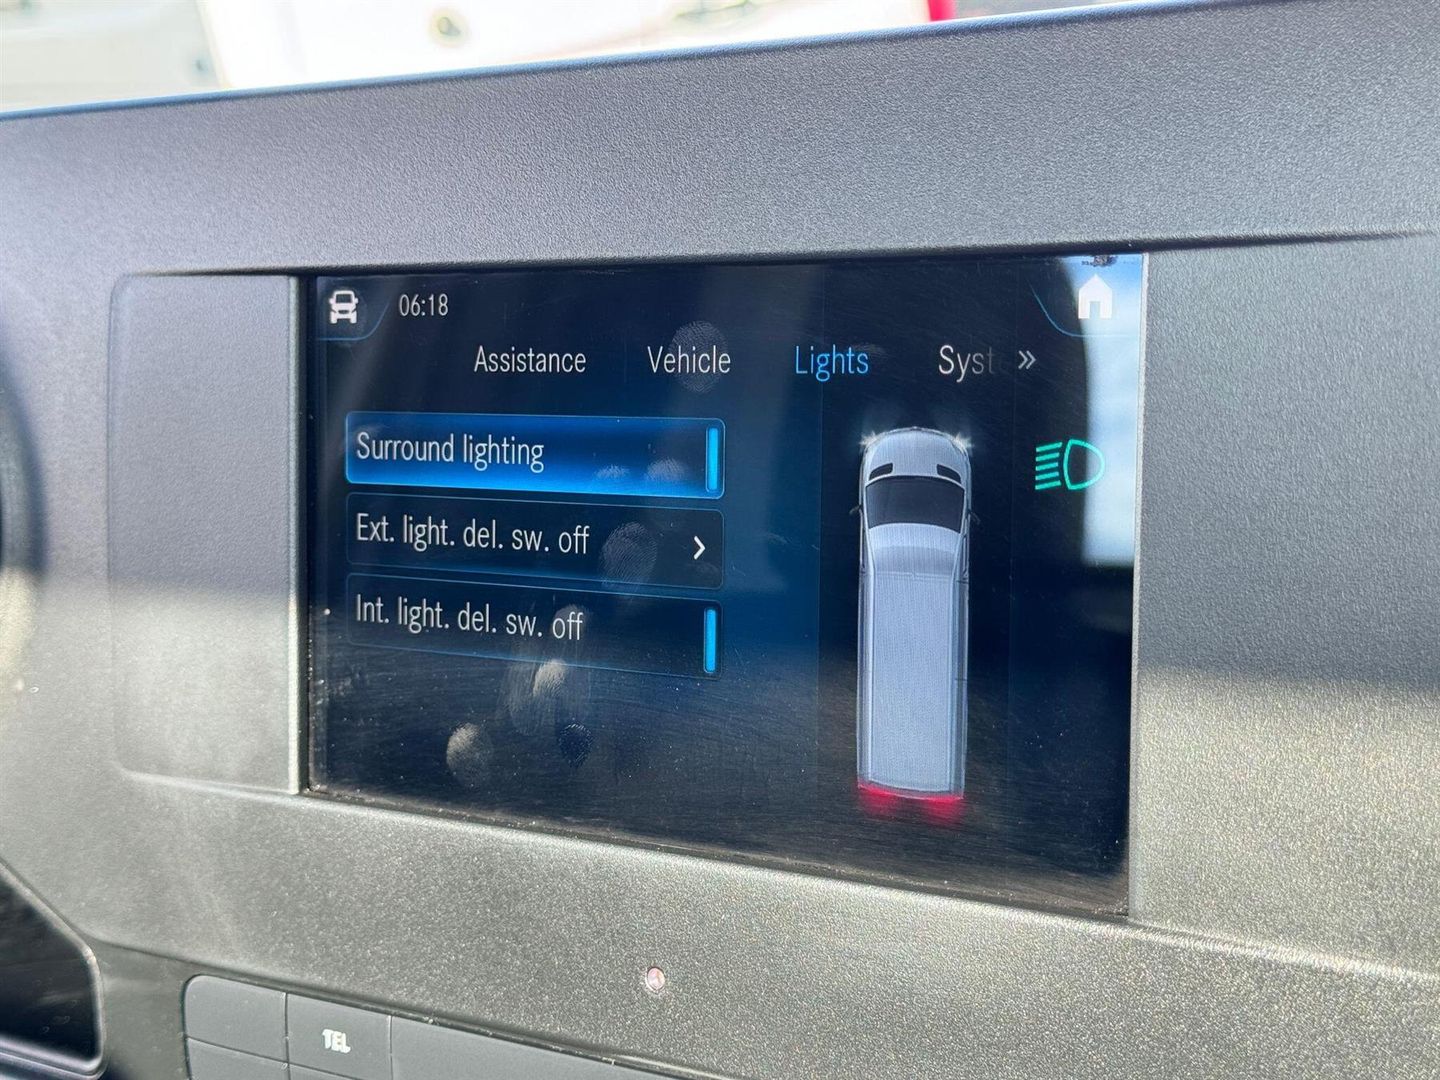 06:18
Assistance Vehicle Lights Syst »
Surround lighting
Ext. light. del. sw. off
Int. light. del. sw. off
TEL